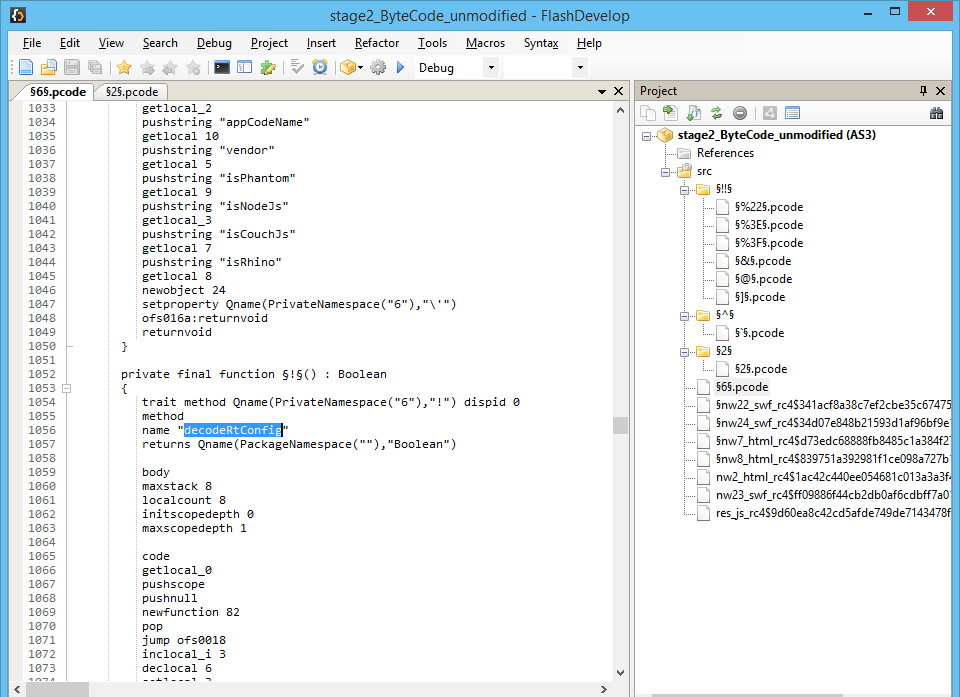 stage2_ByteCode_unmodified - FlashDevelop
File Edit View Search Debug Project Insert Refactor Tools Macros Syntax Help
Debug
§6§.pcode §2§.pcode
1033 getlocal_2
1034 pushstring "appCodeName"
1035 getlocal 10
1036 pushstring "vendor"
1037 getlocal 5
1038 pushstring "isPhantom"
1039 getlocal 9
1040 pushstring "isNodeJs"
1041 getlocal_3
1042 pushstring "isCouchJs"
1043 getlocal 7
1044 pushstring "isRhino"
1045 getlocal 8
1046 newobject 24
1047 setproperty Qname(PrivateNamespace("6"),"\'")
1048 ofs016a:returnvoid
1049 returnvoid
1050 }
1051
1052 private final function §!§() : Boolean
1053 {
1054 trait method Qname(PrivateNamespace("6"),"!") dispid 0
1055 method
1056 name "decodeRtConfig"
1057 returns Qname(PackageNamespace(""),"Boolean")
1058
1059 body
1060 maxstack 8
1061 localcount 8
1062 initscopedepth 0
1063 maxscopedepth 1
1064
1065 code
1066 getlocal_0
1067 pushscope
1068 pushnull
1069 newfunction 82
1070 pop
1071 jump ofs0018
1072 inclocal_i 3
1073 declocal 6
Project
stage2_ByteCode_unmodified (AS3)
References
src
§!!§
§%22§.pcode
§%3E§.pcode
§%3F§.pcode
§&§.pcode
§@§.pcode
§]§.pcode
§^§
§`§.pcode
§2§
§2§.pcode
§6§.pcode
§nw22_swf_rc4$341acf8a38c7ef2cbe35c67475
§nw24_swf_rc4$34d07e848b21593d1af96bf9e
§nw7_html_rc4$d73edc68888fb8485c1a384f2
§nw8_html_rc4$839751a392981f1ce098a727b
nw2_html_rc4$1ac42c440ee054681c013a3a3f
nw23_swf_rc4$ff09886f44cb2db0af6cdbff7a0
res_js_rc4$9d60ea8c42cd5afde749de7143478f